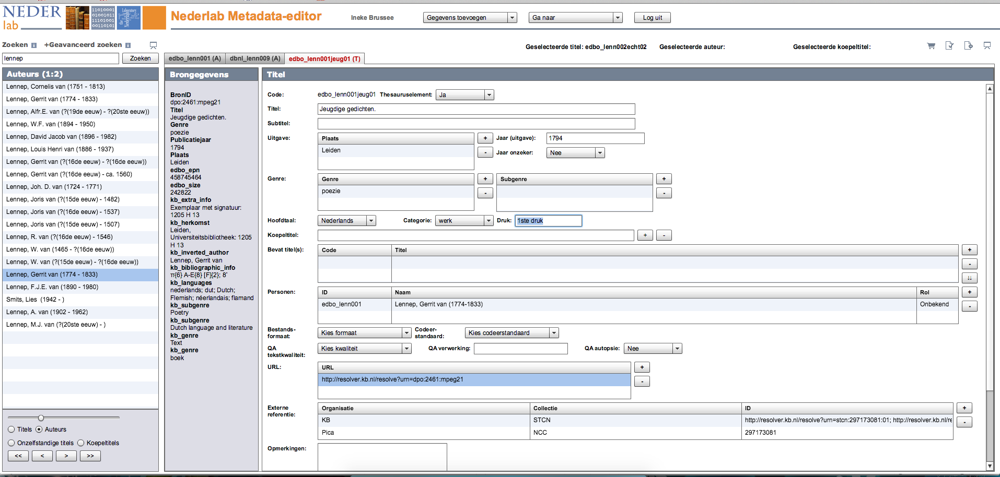 NEDER
lab
11010001
01001011
1111001
00110101
Laboratory
Nederlab Metadata-editor
Ineke Brussee
Gegevens toevoegen
Ga naar
Log uit
Zoeken
+Geavanceerd zoeken
Geselecteerde titel: edbo_lenn002echt02
Geselecteerde auteur:
Geselecteerde koepeltitel:
lennep
Zoeken
edbo_lenn001 (A)
dbnl_lenn009 (A)
edbo_lenn001jeug01 (T)
Auteurs (1:2)
Lennep, Cornelis van (1751 - 1813)
Lennep, Gerrit van (1774 - 1833)
Lennep, Alfr.E. van (?(19de eeuw) - ?(20ste eeuw))
Lennep, W.F. van (1894 - 1950)
Lennep, David Jacob van (1896 - 1982)
Lennep, Louis Henri van (1886 - 1937)
Lennep, Gerrit van (?(16de eeuw) - ?(16de eeuw))
Lennep, Gerrit van (?(16de eeuw) - ca. 1560)
Lennep, Joh. D. van (1724 - 1771)
Lennep, Joris van (?(15de eeuw) - 1482)
Lennep, Joris van (?(16de eeuw) - 1537)
Lennep, Joris van (?(15de eeuw) - 1507)
Lennep, R. van (?(16de eeuw) - 1546)
Lennep, W. van (1465 - ?(16de eeuw))
Lennep, W. van (?(15de eeuw) - ?(16de eeuw))
Lennep, Gerrit van (1774 - 1833)
Lennep, F.J.E. van (1890 - 1980)
Smits, Lies (1942 - )
Lennep, A. van (1902 - 1962)
Lennep, M.J. van (?(20ste eeuw) - )
Titels
Auteurs
Onzelfstandige titels
Koepeltitels
<<
<
>
>>
Brongegevens
BronID
dpo:2461:mpeg21
Titel
Jeugdige gedichten.
Genre
poezie
Publicatiejaar
1794
Plaats
Leiden
edbo_epn
458745464
edbo_size
242822
kb_extra_info
Exemplaar met signatuur:
1205 H 13
kb_herkomst
Leiden,
Universiteitsbibliotheek: 1205
H 13
kb_inverted_author
Lennep, Gerrit van
kb_bibliographic_info
π{6} A-E{8} [F]{2}; 8˚
kb_languages
nederlands; dut; Dutch;
Flemish; néerlandais; flamand
kb_subgenre
Poetry
kb_subgenre
Dutch language and literature
kb_genre
Text
kb_genre
boek
Titel
Code:
edbo_lenn001jeug01
Thesauruselement:
Ja
Titel:
Jeugdige gedichten.
Subtitel:
Uitgave:
Plaats
Leiden
+
-
Jaar (uitgave):
1794
Jaar onzeker:
Nee
Genre:
Genre
poezie
+
-
Subgenre
+
-
Hoofdtaal:
Nederlands
Categorie:
werk
Druk:
1ste druk
Koepeltitel:
+
-
Bevat titel(s):
Code
Titel
+
-
↓↓
Personen:
ID
Naam
Rol
+
edbo_lenn001
Lennep, Gerrit van (1774-1833)
Onbekend
-
Bestands-
formaat:
Kies formaat
Codeer-
standaard:
Kies codeerstandaard
QA
tekstkwaliteit:
Kies kwaliteit
QA verwerking:
QA autopsie:
Nee
URL:
URL
+
http://resolver.kb.nl/resolve?urn=dpo:2461:mpeg21
-
Externe
referentie:
Organisatie
Collectie
ID
+
KB
STCN
http://resolver.kb.nl/resolve?urn=stcn:297173081:01; http://resolver.kb.nl/re
-
Pica
NCC
297173081
Opmerkingen: